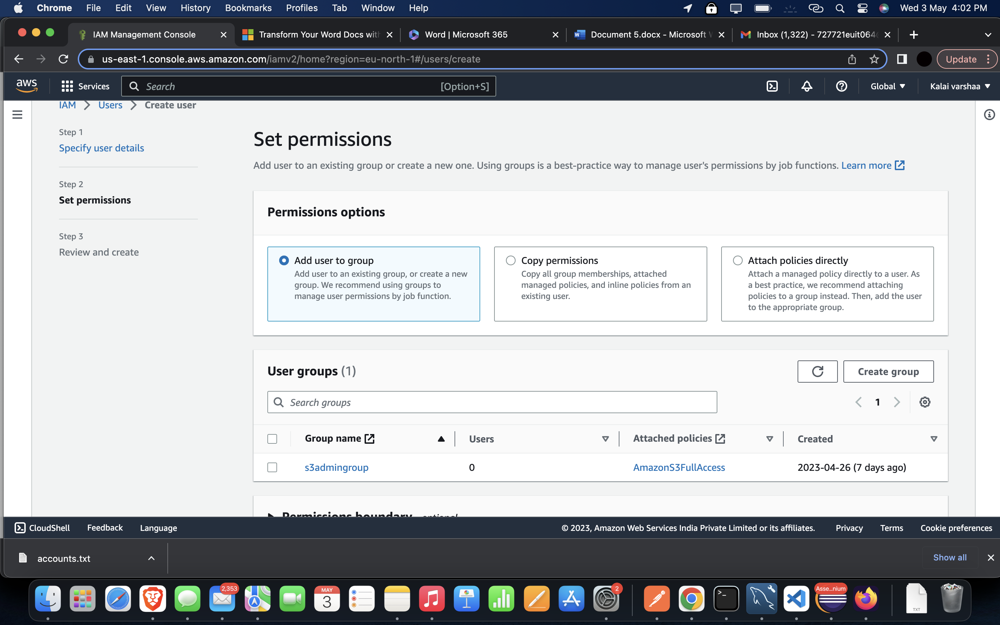 Chrome File Edit View History Bookmarks Profiles Tab Window Help Wed 3 May 4:02 PM
IAM Management Console Transform Your Word Docs with Word | Microsoft 365 Document 5.docx - Microsoft W Inbox (1,322) - 727721euit064
us-east-1.console.aws.amazon.com/iamv2/home?region=eu-north-1#/users/create Update
aws Services Search [Option+S] Global Kalai varshaa
IAM Users Create user
Step 1
Specify user details
Step 2
Set permissions
Step 3
Review and create
Set permissions
Add user to an existing group or create a new one. Using groups is a best-practice way to manage user's permissions by job functions. Learn more
Permissions options
Add user to group
Add user to an existing group, or create a new
group. We recommend using groups to
manage user permissions by job function.
Copy permissions
Copy all group memberships, attached
managed policies, and inline policies from an
existing user.
Attach policies directly
Attach a managed policy directly to a user. As
a best practice, we recommend attaching
policies to a group instead. Then, add the user
to the appropriate group.
User groups (1)
Create group
Search groups
1
Group name Users Attached policies Created
s3admingroup 0 AmazonS3FullAccess 2023-04-26 (7 days ago)
Permissions boundary - optional
CloudShell Feedback Language © 2023, Amazon Web Services India Private Limited or its affiliates. Privacy Terms Cookie preferences
accounts.txt Show all
2,353
MAY
3
2
Asse...nium
TXT